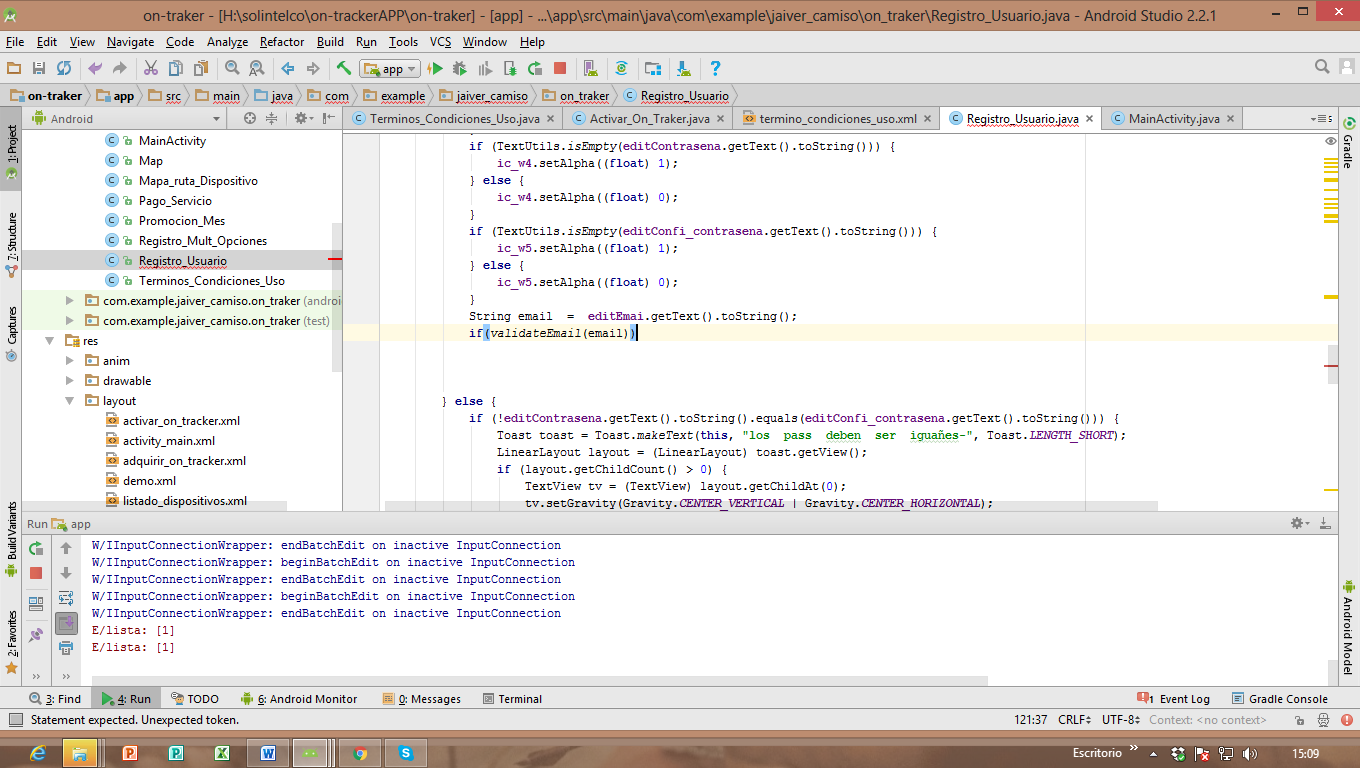 on-traker - [H:\solintelco\on-trackerAPP\on-traker] - [app] - ...\app\src\main\java\com\example\jaiver_camiso\on_traker\Registro_Usuario.java - Android Studio 2.2.1
File Edit View Navigate Code Analyze Refactor Build Run Tools VCS Window Help
app
on-traker app src main java com example jaiver_camiso on_traker Registro_Usuario
Android
Terminos_Condiciones_Uso.java Activar_On_Traker.java termino_condiciones_uso.xml Registro_Usuario.java MainActivity.java
5
1: Project
7: Structure
Captures
Build Variants
2: Favorites
MainActivity
Map
Mapa_ruta_Dispositivo
Pago_Servicio
Promocion_Mes
Registro_Mult_Opciones
Registro_Usuario
Terminos_Condiciones_Uso
com.example.jaiver_camiso.on_traker (androi
com.example.jaiver_camiso.on_traker (test)
res
anim
drawable
layout
activar_on_tracker.xml
activity_main.xml
adquirir_on_tracker.xml
demo.xml
listado_dispositivos.xml
}
if (TextUtils.isEmpty(editContrasena.getText().toString())) {
ic_w4.setAlpha((float) 1);
} else {
ic_w4.setAlpha((float) 0);
}
if (TextUtils.isEmpty(editConfi_contrasena.getText().toString())) {
ic_w5.setAlpha((float) 1);
} else {
ic_w5.setAlpha((float) 0);
}
String email  =  editEmai.getText().toString();
if(validateEmail(email))
} else {
if (!editContrasena.getText().toString().equals(editConfi_contrasena.getText().toString())) {
Toast toast = Toast.makeText(this, "los  pass  deben  ser  iguañes-", Toast.LENGTH_SHORT);
LinearLayout layout = (LinearLayout) toast.getView();
if (layout.getChildCount() > 0) {
TextView tv = (TextView) layout.getChildAt(0);
tv.setGravity(Gravity.CENTER_VERTICAL | Gravity.CENTER_HORIZONTAL);
Gradle
Android Model
Run app
W/IInputConnectionWrapper: endBatchEdit on inactive InputConnection
W/IInputConnectionWrapper: beginBatchEdit on inactive InputConnection
W/IInputConnectionWrapper: endBatchEdit on inactive InputConnection
W/IInputConnectionWrapper: beginBatchEdit on inactive InputConnection
W/IInputConnectionWrapper: endBatchEdit on inactive InputConnection
E/lista: [1]
E/lista: [1]
3: Find 4: Run TODO 6: Android Monitor 0: Messages Terminal 1 Event Log Gradle Console
Statement expected. Unexpected token. 121:37 CRLF UTF-8 Context: <no context>
Escritorio 15:09